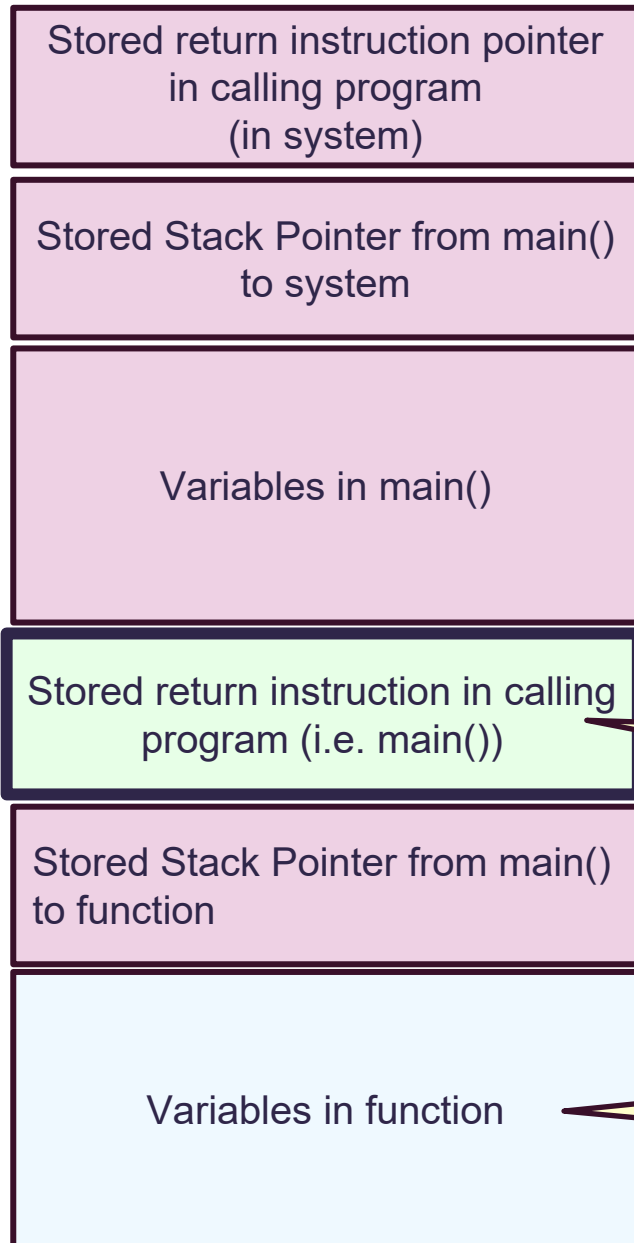 Stored return instruction pointer
in calling program
(in system)
Stored Stack Pointer from main()
to system
Variables in main()
Stored return instruction in calling
program (i.e. main())
Stored Stack Pointer from main()
to function
Variables in function